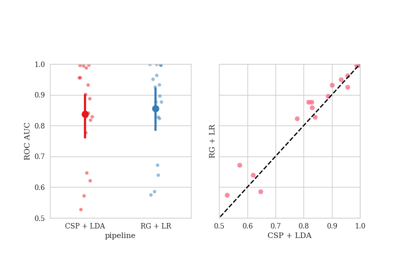 1.0
0.9
0.8
0.7
0.6
0.5
ROC AUC
CSP + LDA
RG + LR
pipeline
RG + LR
0.5
0.6
0.7
0.8
0.9
1.0
CSP + LDA